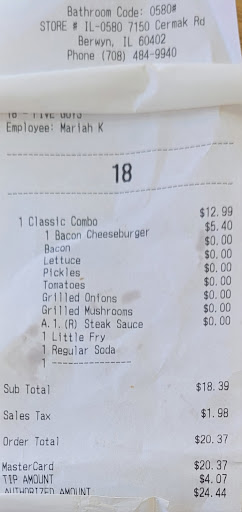 Bathroom Code: 0580#
STORE # IL-0580 7150 Cermak Rd
Berwyn, IL 60402
Phone (708) 484-9940
18 - FIVE GUYS
Employee: Mariah K
18
1 Classic Combo $12.99
1 Bacon Cheeseburger $5.40
Bacon $0.00
Lettuce $0.00
Pickles $0.00
Tomatoes $0.00
Grilled Onions $0.00
Grilled Mushrooms $0.00
A.1.(R) Steak Sauce $0.00
1 Little Fry
1 Regular Soda
1 ----------------
Sub Total $18.39
Sales Tax $1.98
Order Total $20.37
MasterCard $20.37
TIP AMOUNT $4.07
AUTHORIZED AMOUNT $24.44